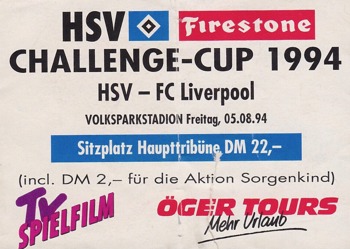 HSV Firestone
CHALLENGE-CUP 1994
HSV – FC Liverpool
VOLKSPARKSTADION Freitag, 05.08.94
Sitzplatz Haupttribüne DM 22,–
(incl. DM 2,– für die Aktion Sorgenkind)
TV SPIELFILM
ÖGER TOURS
Mehr Urlaub